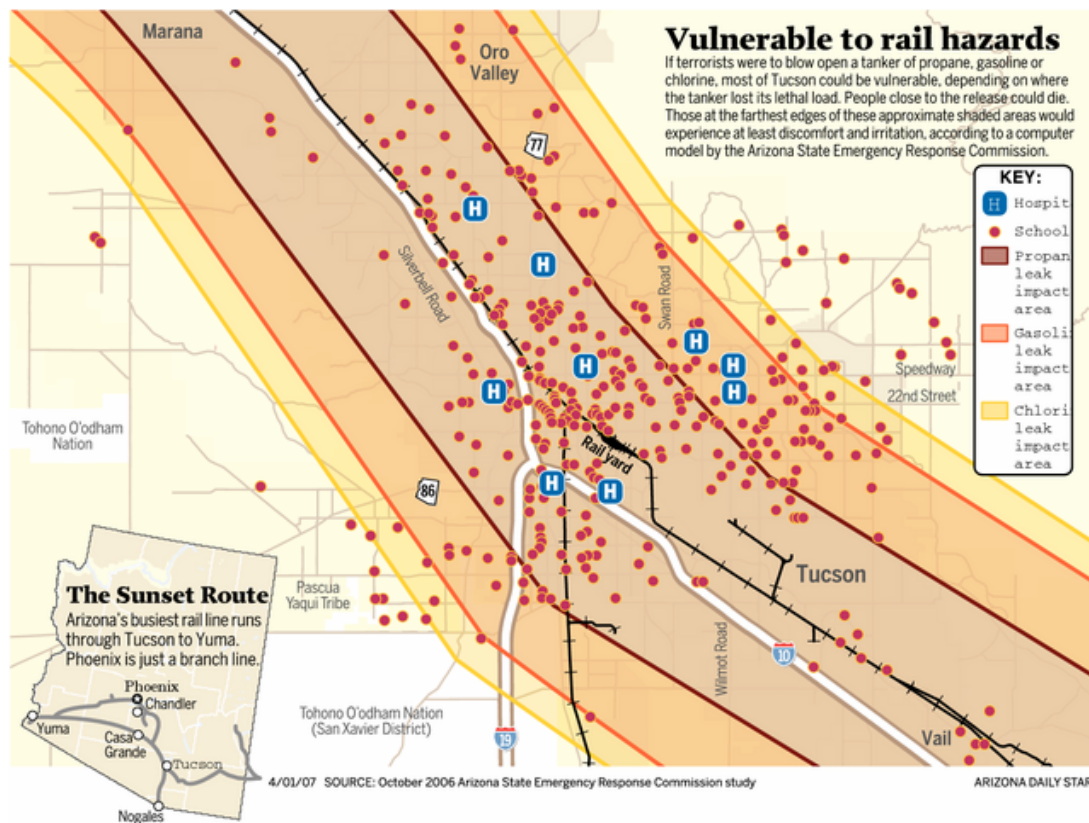 Marana
Oro
Valley
Vulnerable to rail hazards
If terrorists were to blow open a tanker of propane, gasoline or
chlorine, most of Tucson could be vulnerable, depending on where
the tanker lost its lethal load. People close to the release could die.
Those at the farthest edges of these approximate shaded areas would
experience at least discomfort and irritation, according to a computer
model by the Arizona State Emergency Response Commission.
77
KEY:
H Hospit
School
Propan
leak
impact
area
Gasoli
leak
impact
area
Chlori
leak
impact
area
H
H
H
H
H
H
H
H
H
Silverbell Road
Swan Road
Speedway
22nd Street
Tohono O'odham
Nation
Rail yard
86
Tucson
Pascua
Yaqui Tribe
Wilmot Road
10
Tohono O'odham Nation
(San Xavier District)
19
Vail
The Sunset Route
Arizona's busiest rail line runs
through Tucson to Yuma.
Phoenix is just a branch line.
Phoenix
Chandler
Yuma
Casa
Grande
Tucson
Nogales
4/01/07 SOURCE: October 2006 Arizona State Emergency Response Commission study
ARIZONA DAILY STAR